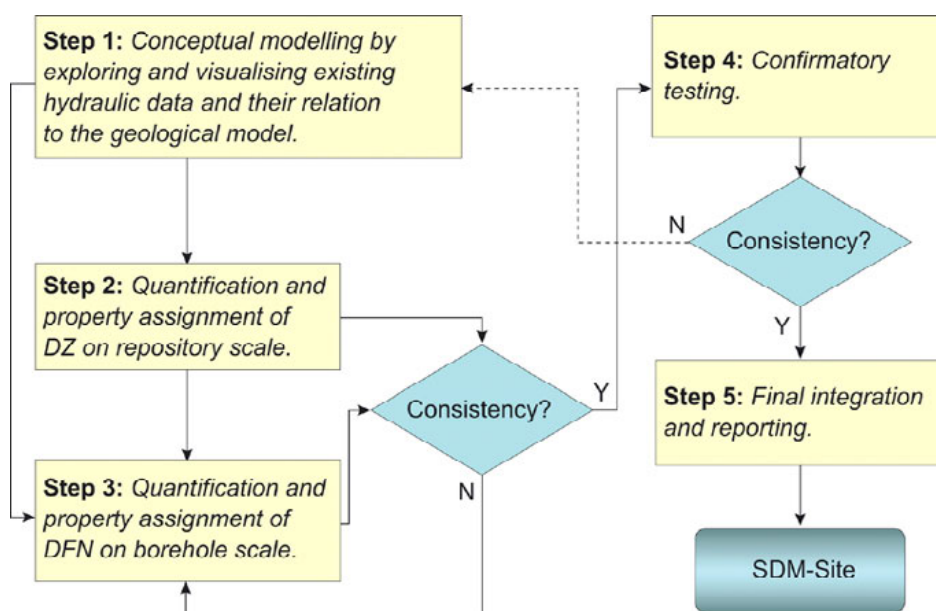 Step 1: Conceptual modelling by
exploring and visualising existing
hydraulic data and their relation
to the geological model.
Step 2: Quantification and
property assignment of
DZ on repository scale.
Step 3: Quantification and
property assignment of
DFN on borehole scale.
Consistency?
Y
N
Step 4: Confirmatory
testing.
Consistency?
N
Y
Step 5: Final integration
and reporting.
SDM-Site